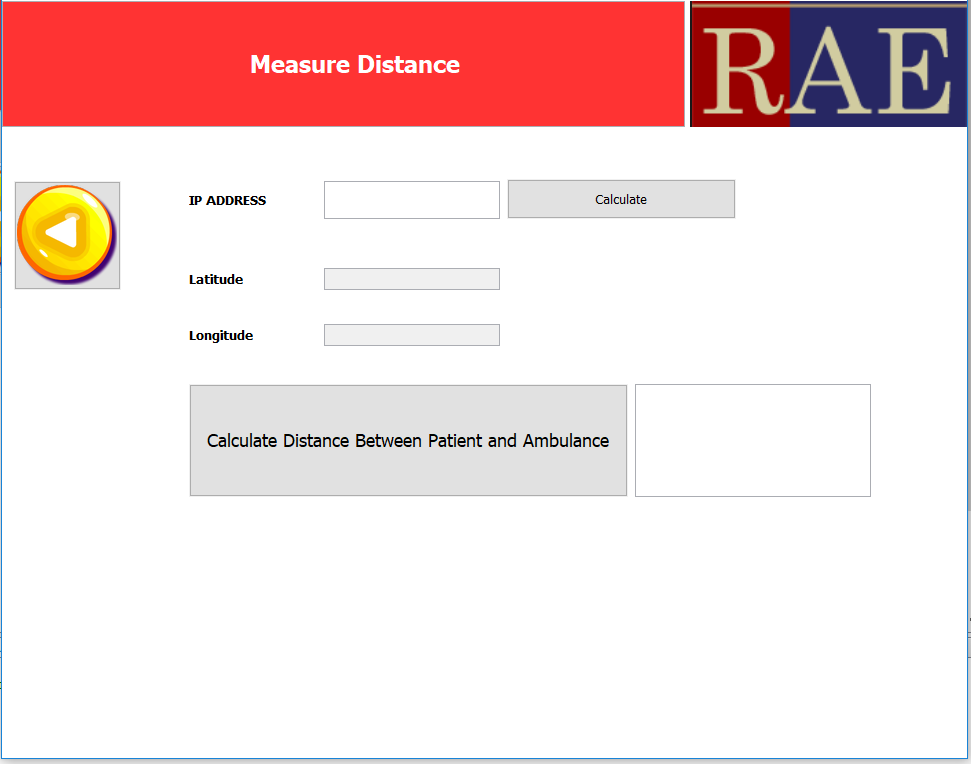 Measure Distance
RAE
IP ADDRESS
Calculate
Latitude
Longitude
Calculate Distance Between Patient and Ambulance